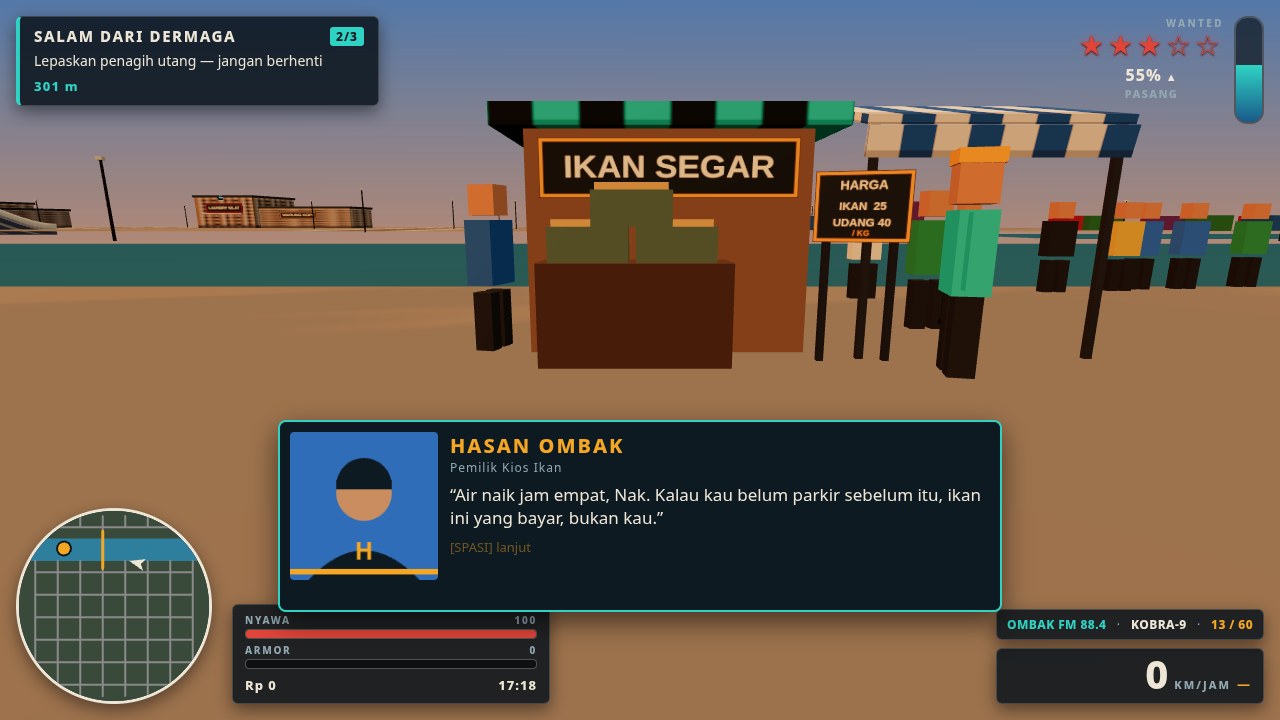 SALAM DARI DERMAGA
2/3
Lepaskan penagih utang — jangan berhenti
301 m
WANTED
55% ▲
PASANG
IKAN SEGAR
HARGA
IKAN 25
UDANG 40
/ KG
HASAN OMBAK
Pemilik Kios Ikan
“Air naik jam empat, Nak. Kalau kau belum parkir sebelum itu, ikan
ini yang bayar, bukan kau.”
[SPASI] lanjut
H
NYAWA 100
ARMOR 0
Rp 0 17:18
OMBAK FM 88.4 · KOBRA-9 · 13 / 60
0 KM/JAM —